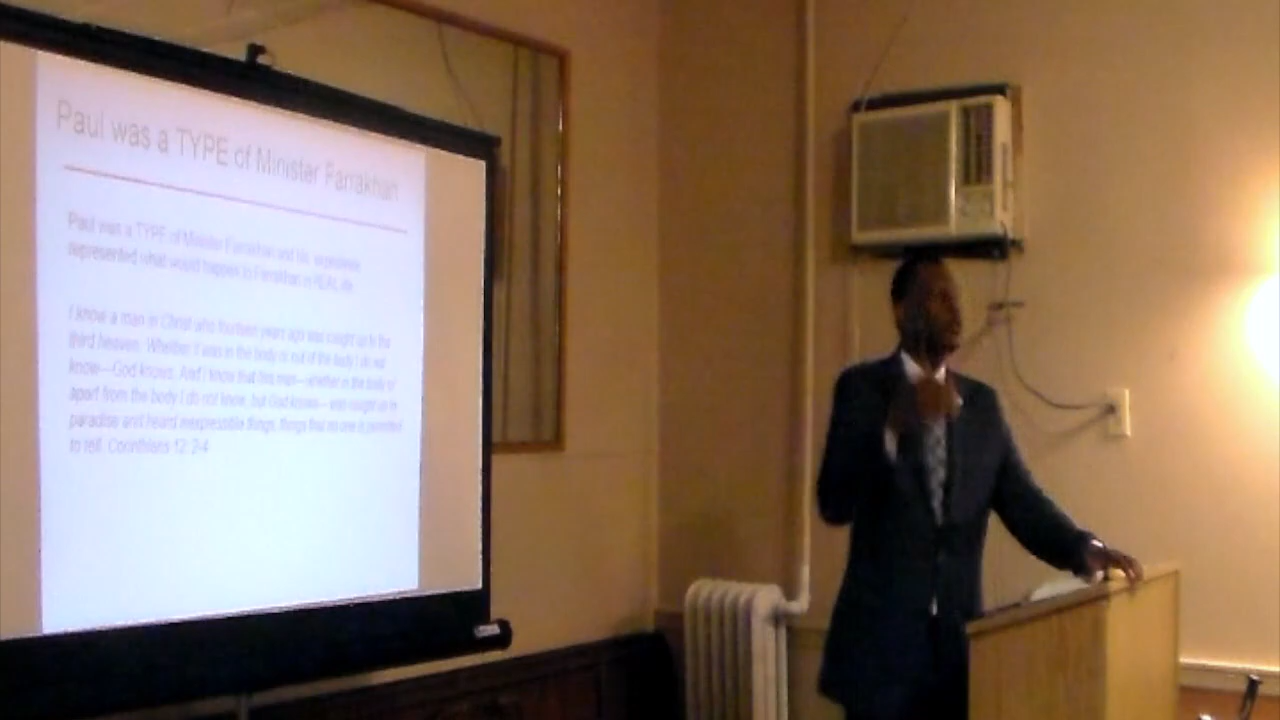 Paul was a TYPE of Minister Farrakhan
Paul was a TYPE of Minister Farrakhan and his experience
represented what would happen to Farrakhan in REAL life
I know a man in Christ who fourteen years ago was caught up to the
third heaven. Whether it was in the body or out of the body I do not
know—God knows. And I know that this man—whether in the body or
apart from the body I do not know, but God knows— was caught up to
paradise and heard inexpressible things, things that no one is permitted
to tell. Corinthians 12: 2-4